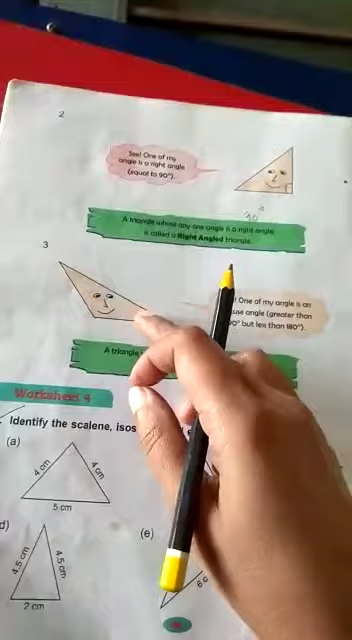 2
See! One of my
angle is a right angle
(equal to 90°).
90°
A triangle whose any one angle is a right angle
is called a Right Angled triangle.
3
! One of my angle is an
use angle (greater than
90° but less than 180°).
A triangle
Worksheet 4
Identify the scalene, isos
(a)
4 cm
4 cm
5 cm
d)
4.5 cm
4.5 cm
2 cm
(e)
6 c